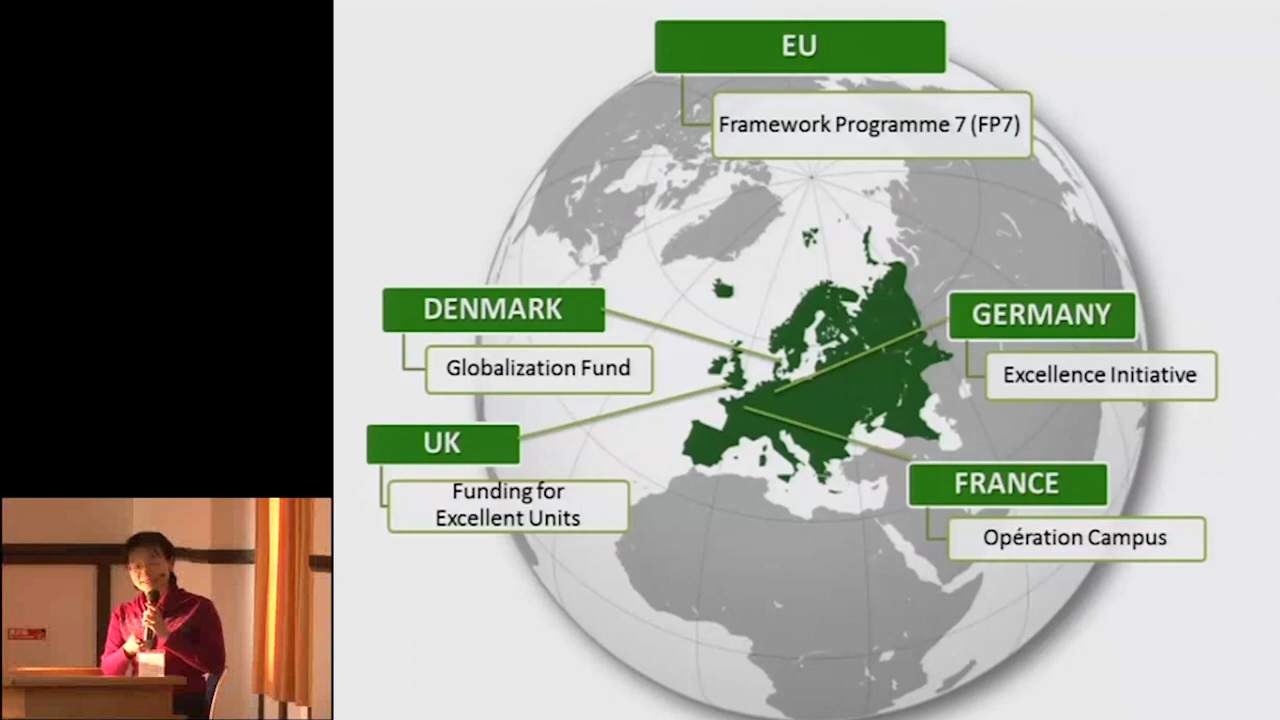 EU
Framework Programme 7 (FP7)
DENMARK
Globalization Fund
GERMANY
Excellence Initiative
UK
Funding for
Excellent Units
FRANCE
Opération Campus